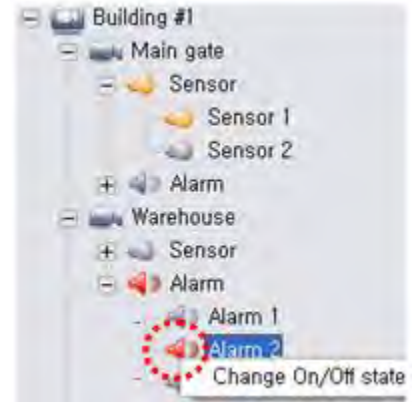 Building #1
Main gate
Sensor
Sensor 1
Sensor 2
Alarm
Warehouse
Sensor
Alarm
Alarm 1
Alarm 2
Change On/Off state